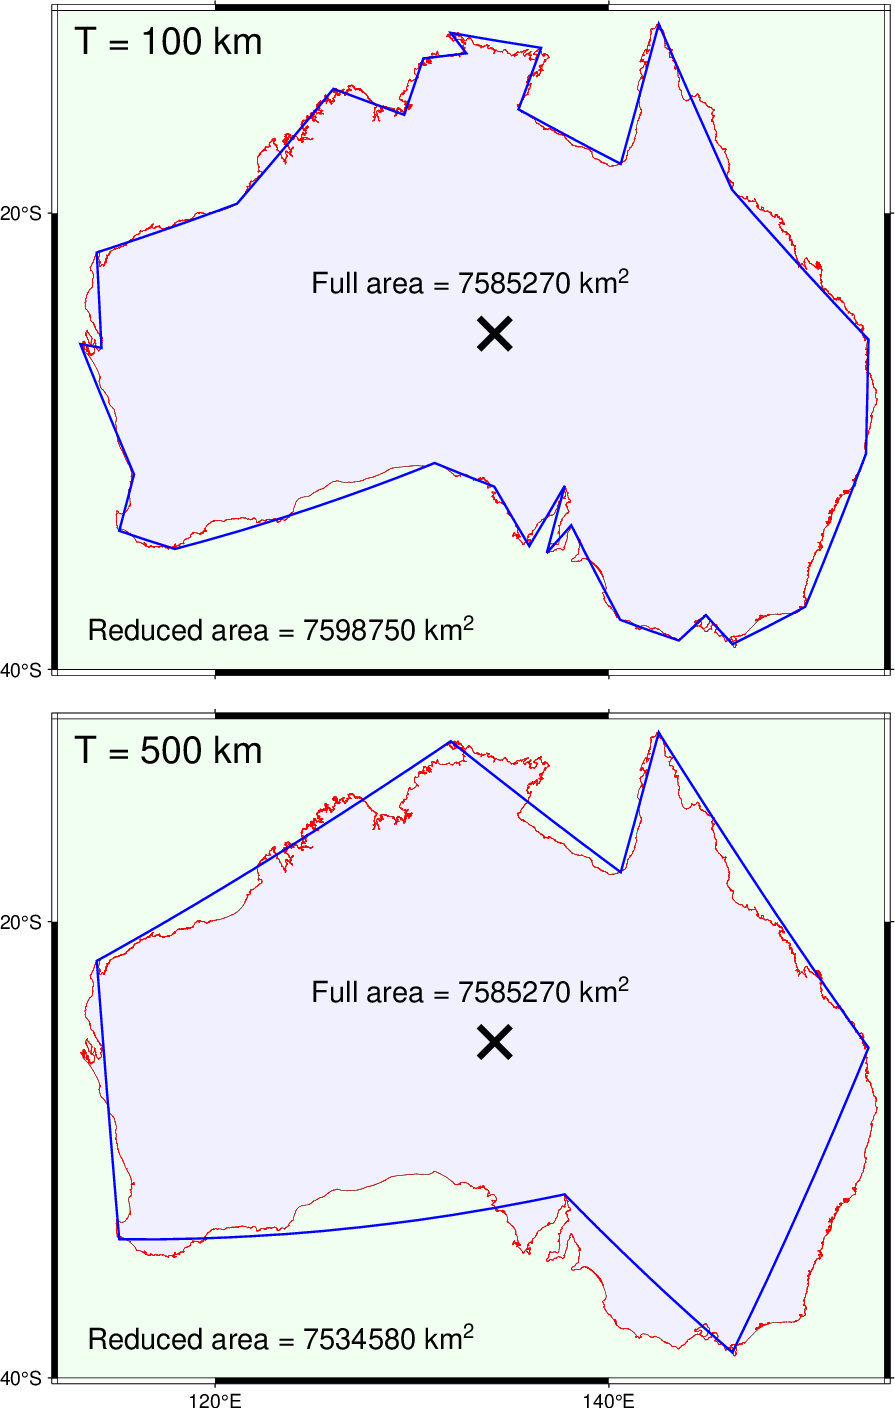 T = 100 km
20°S
Full area = 7585270 km²
Reduced area = 7598750 km²
40°S
T = 500 km
20°S
Full area = 7585270 km²
Reduced area = 7534580 km²
40°S
120°E 140°E